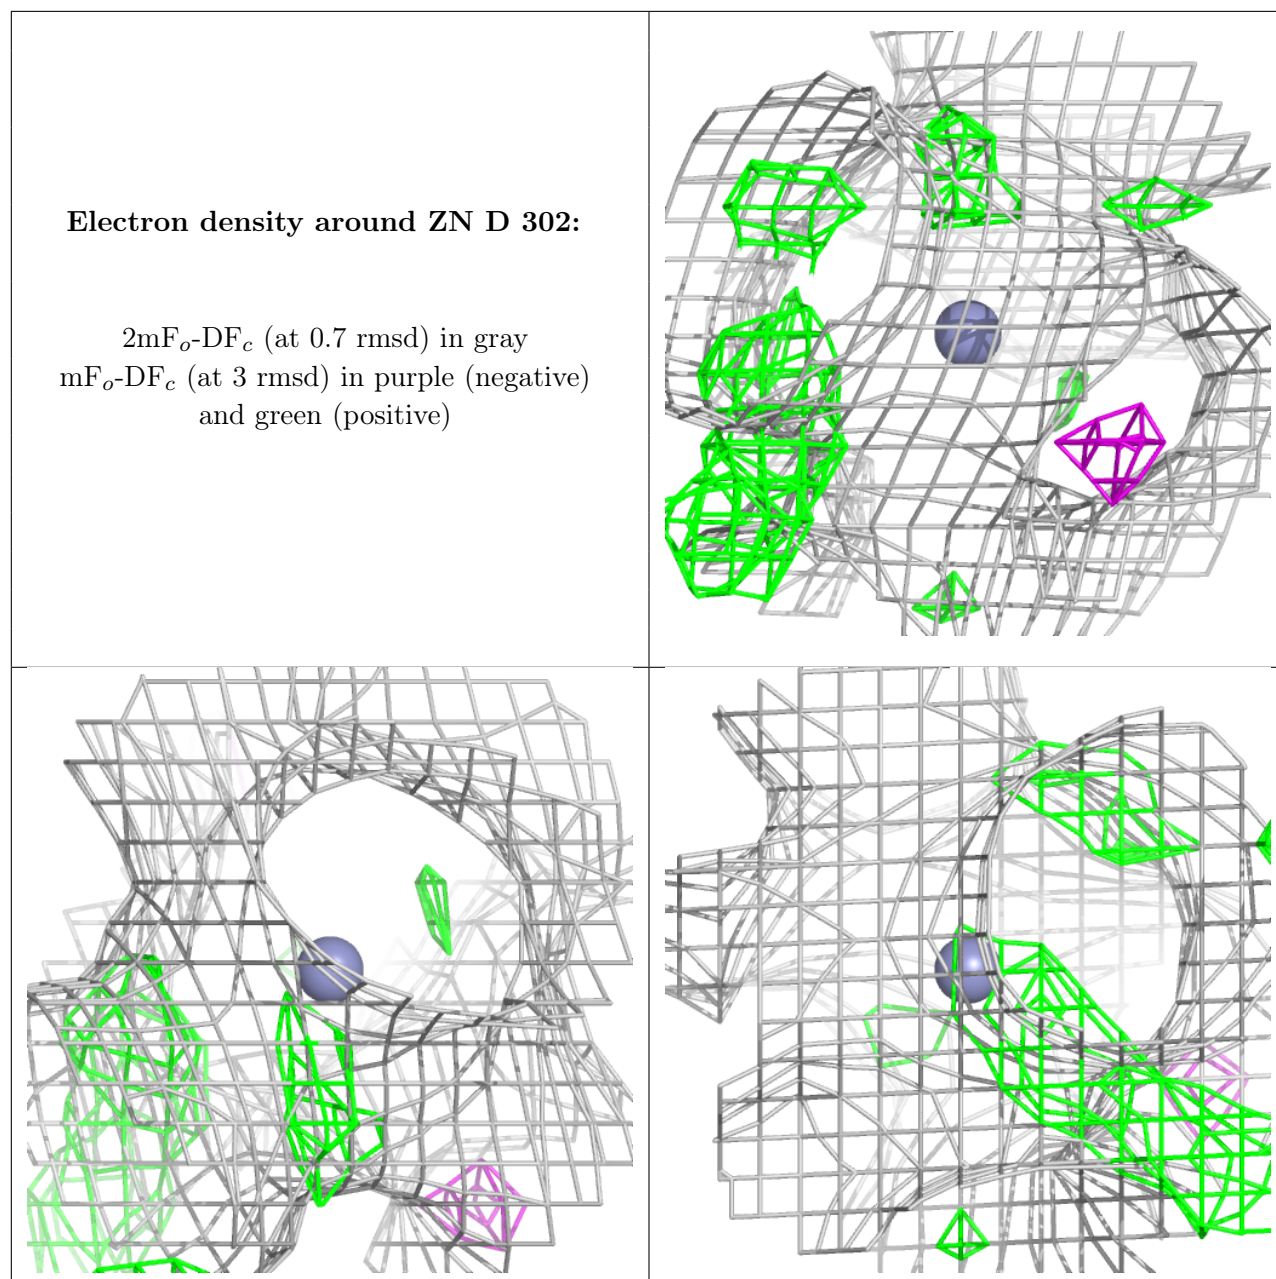 Electron density around ZN D 302:
2mFo-DFc (at 0.7 rmsd) in gray
mFo-DFc (at 3 rmsd) in purple (negative)
and green (positive)